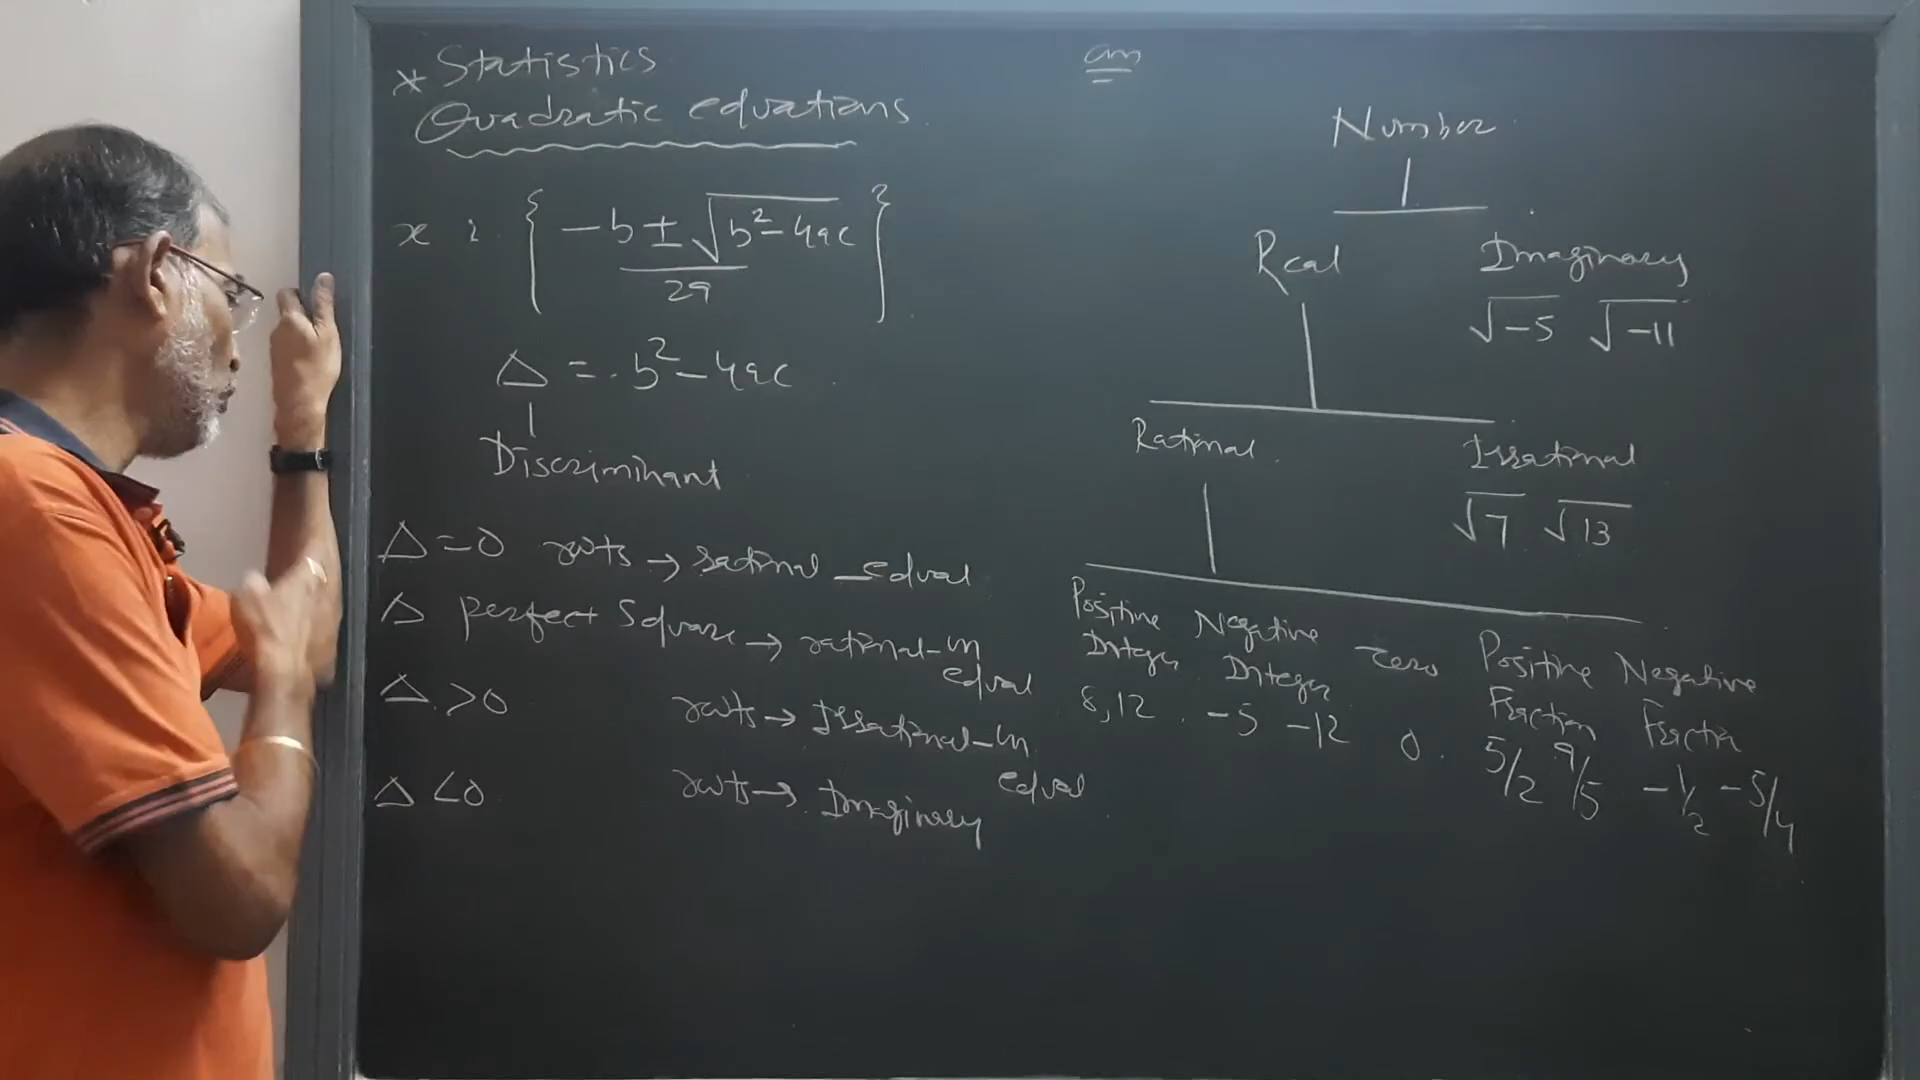 * Statistics
Quadratic equations
x : { -b ± √b²-4ac / 2a }
Δ = b²-4ac
Discriminant
Δ=0 roots → rational - equal
Δ perfect Square → rational-un
equal
Δ >0 roots → Irrational-un
equal
Δ <0 roots → Imaginary
Number
Real Imaginary
√-5 √-11
Rational Irrational
√7 √13
Positive Negative Zero Positive Negative
Integer Integer Fraction Fractin
8,12 -5 -12 0 5/2 9/5 -1/2 -5/4